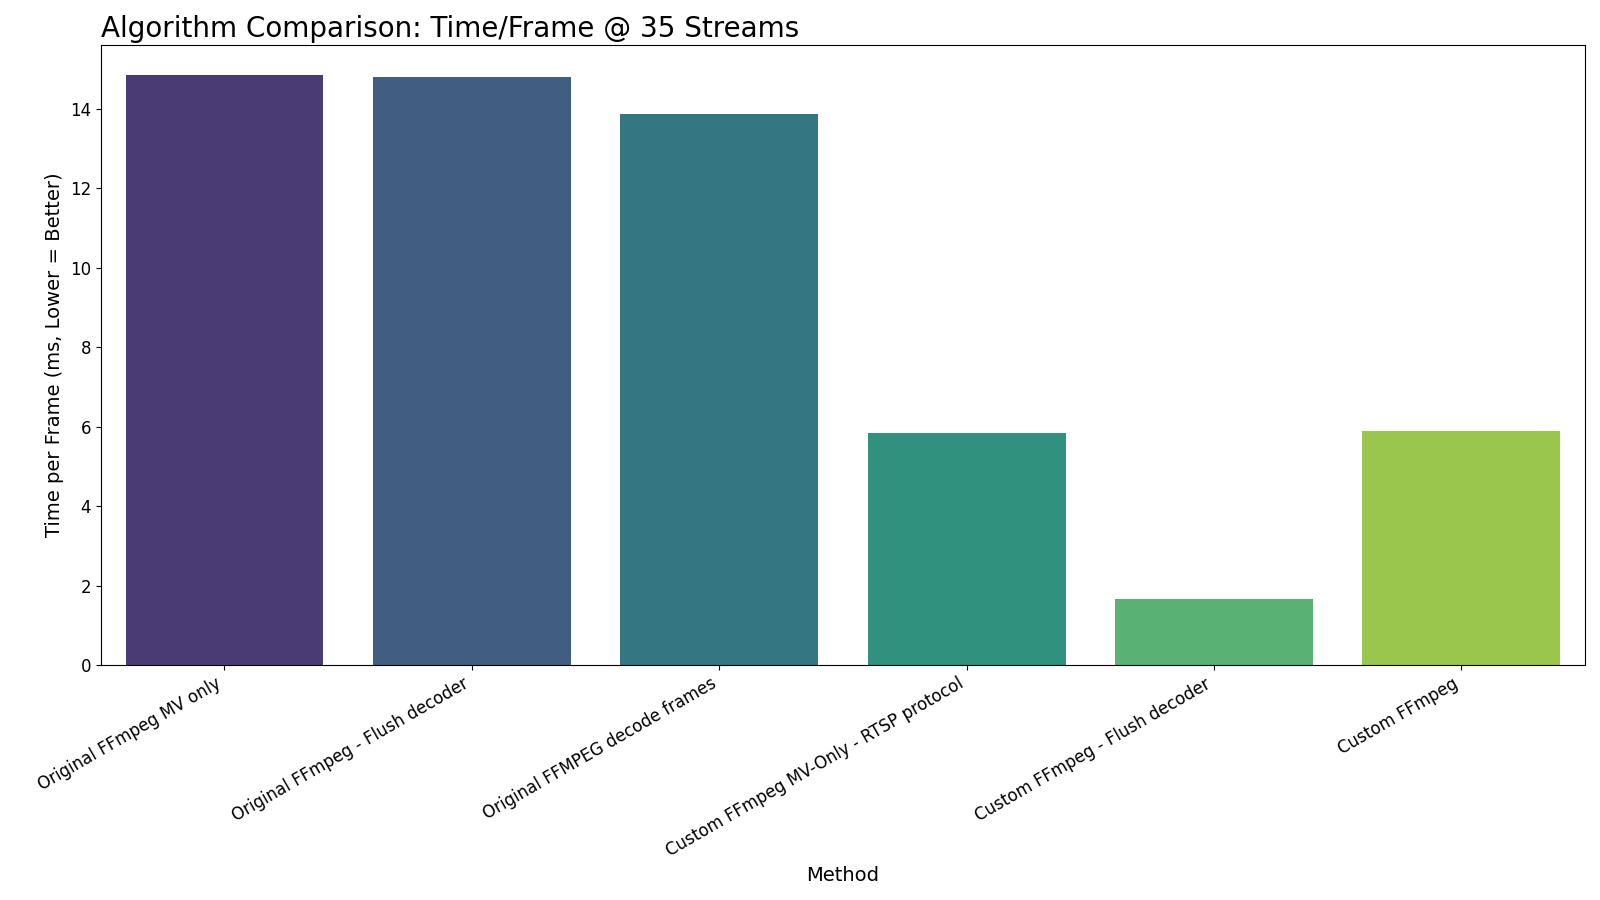 Algorithm Comparison: Time/Frame @ 35 Streams
Time per Frame (ms, Lower = Better)
14
12
10
8
6
4
2
0
Original FFmpeg MV only
Original FFmpeg - Flush decoder
Original FFMPEG decode frames
Custom FFmpeg MV-Only - RTSP protocol
Custom FFmpeg - Flush decoder
Custom FFmpeg
Method